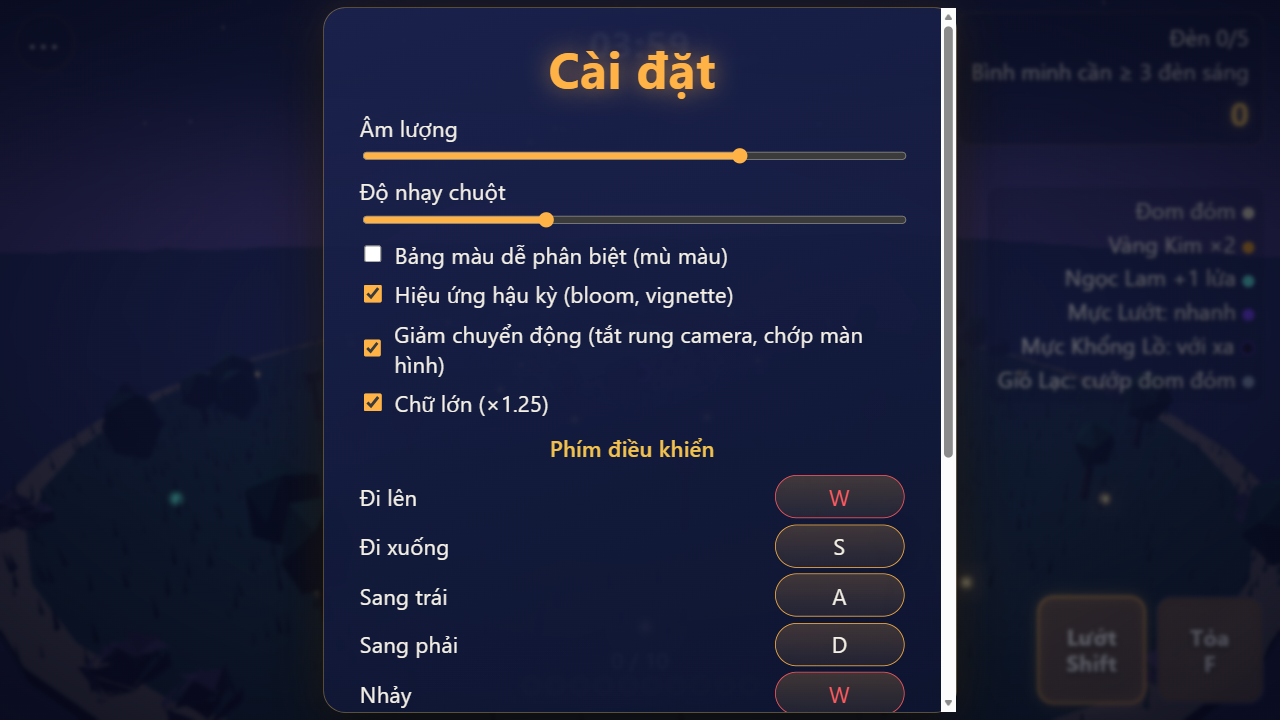 Cài đặt
Âm lượng
Độ nhạy chuột
Bảng màu dễ phân biệt (mù màu)
Hiệu ứng hậu kỳ (bloom, vignette)
Giảm chuyển động (tắt rung camera, chớp màn
hình)
Chữ lớn (×1.25)
Phím điều khiển
Đi lên W
Đi xuống S
Sang trái A
Sang phải D
Nhảy W
Đèn 0/5
Bình minh cần ≥ 3 đèn sáng
0
Đom đóm
Vàng Kim ×2
Ngọc Lam +1 lửa
Mực Lướt: nhanh
Mực Khổng Lồ: với xa
Gió Lạc: cướp đom đóm
Lướt
Shift
Tỏa
F
0 / 10